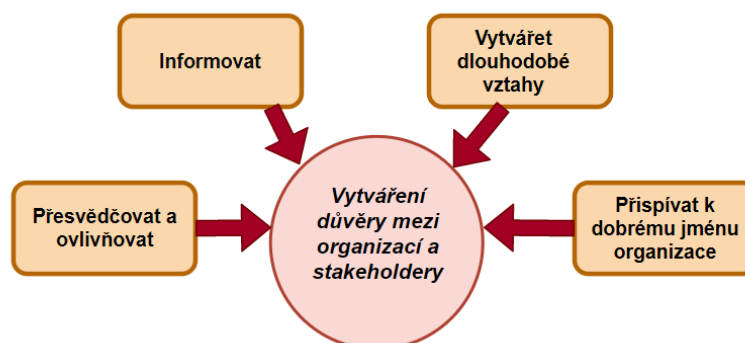 Informovat
Vytvářet
dlouhodobé
vztahy
Přesvědčovat a
ovlivňovat
Vytváření
důvěry mezi
organizací a
stakeholdery
Přispívat k
dobrému jménu
organizace